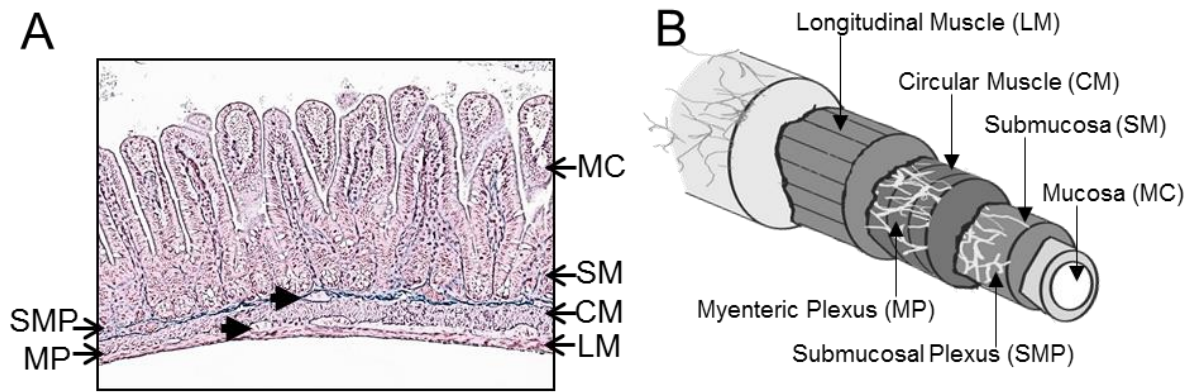 A
MC
SM
CM
LM
SMP
MP
B
Longitudinal Muscle (LM)
Circular Muscle (CM)
Submucosa (SM)
Mucosa (MC)
Myenteric Plexus (MP)
Submucosal Plexus (SMP)